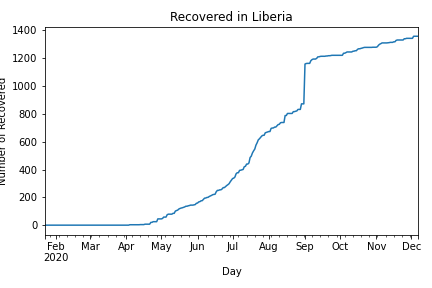 Recovered in Liberia
Number of Recovered
1400
1200
1000
800
600
400
200
0
Feb Mar Apr May Jun Jul Aug Sep Oct Nov Dec
2020
Day